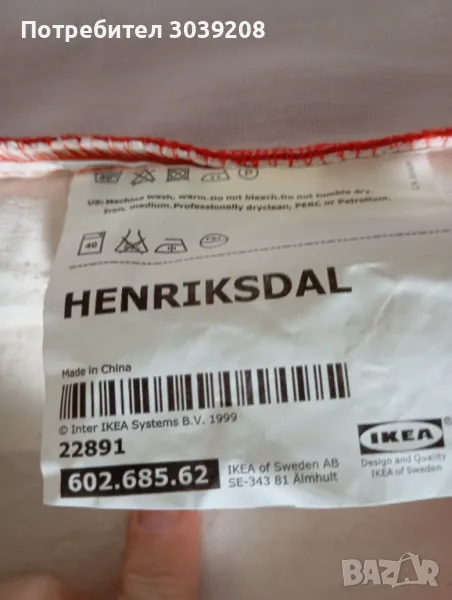 Потребител 3039208
US: Machine wash, warm. Do not bleach. Do not tumble dry.
Iron, medium. Professionally dryclean, PERC or Petroleum.
40
HENRIKSDAL
Made in China
© Inter IKEA Systems B.V. 1999
22891
602.685.62
IKEA of Sweden AB
SE-343 81 Älmhult
IKEA
Design and Quality
IKEA of Sweden
BAZAR